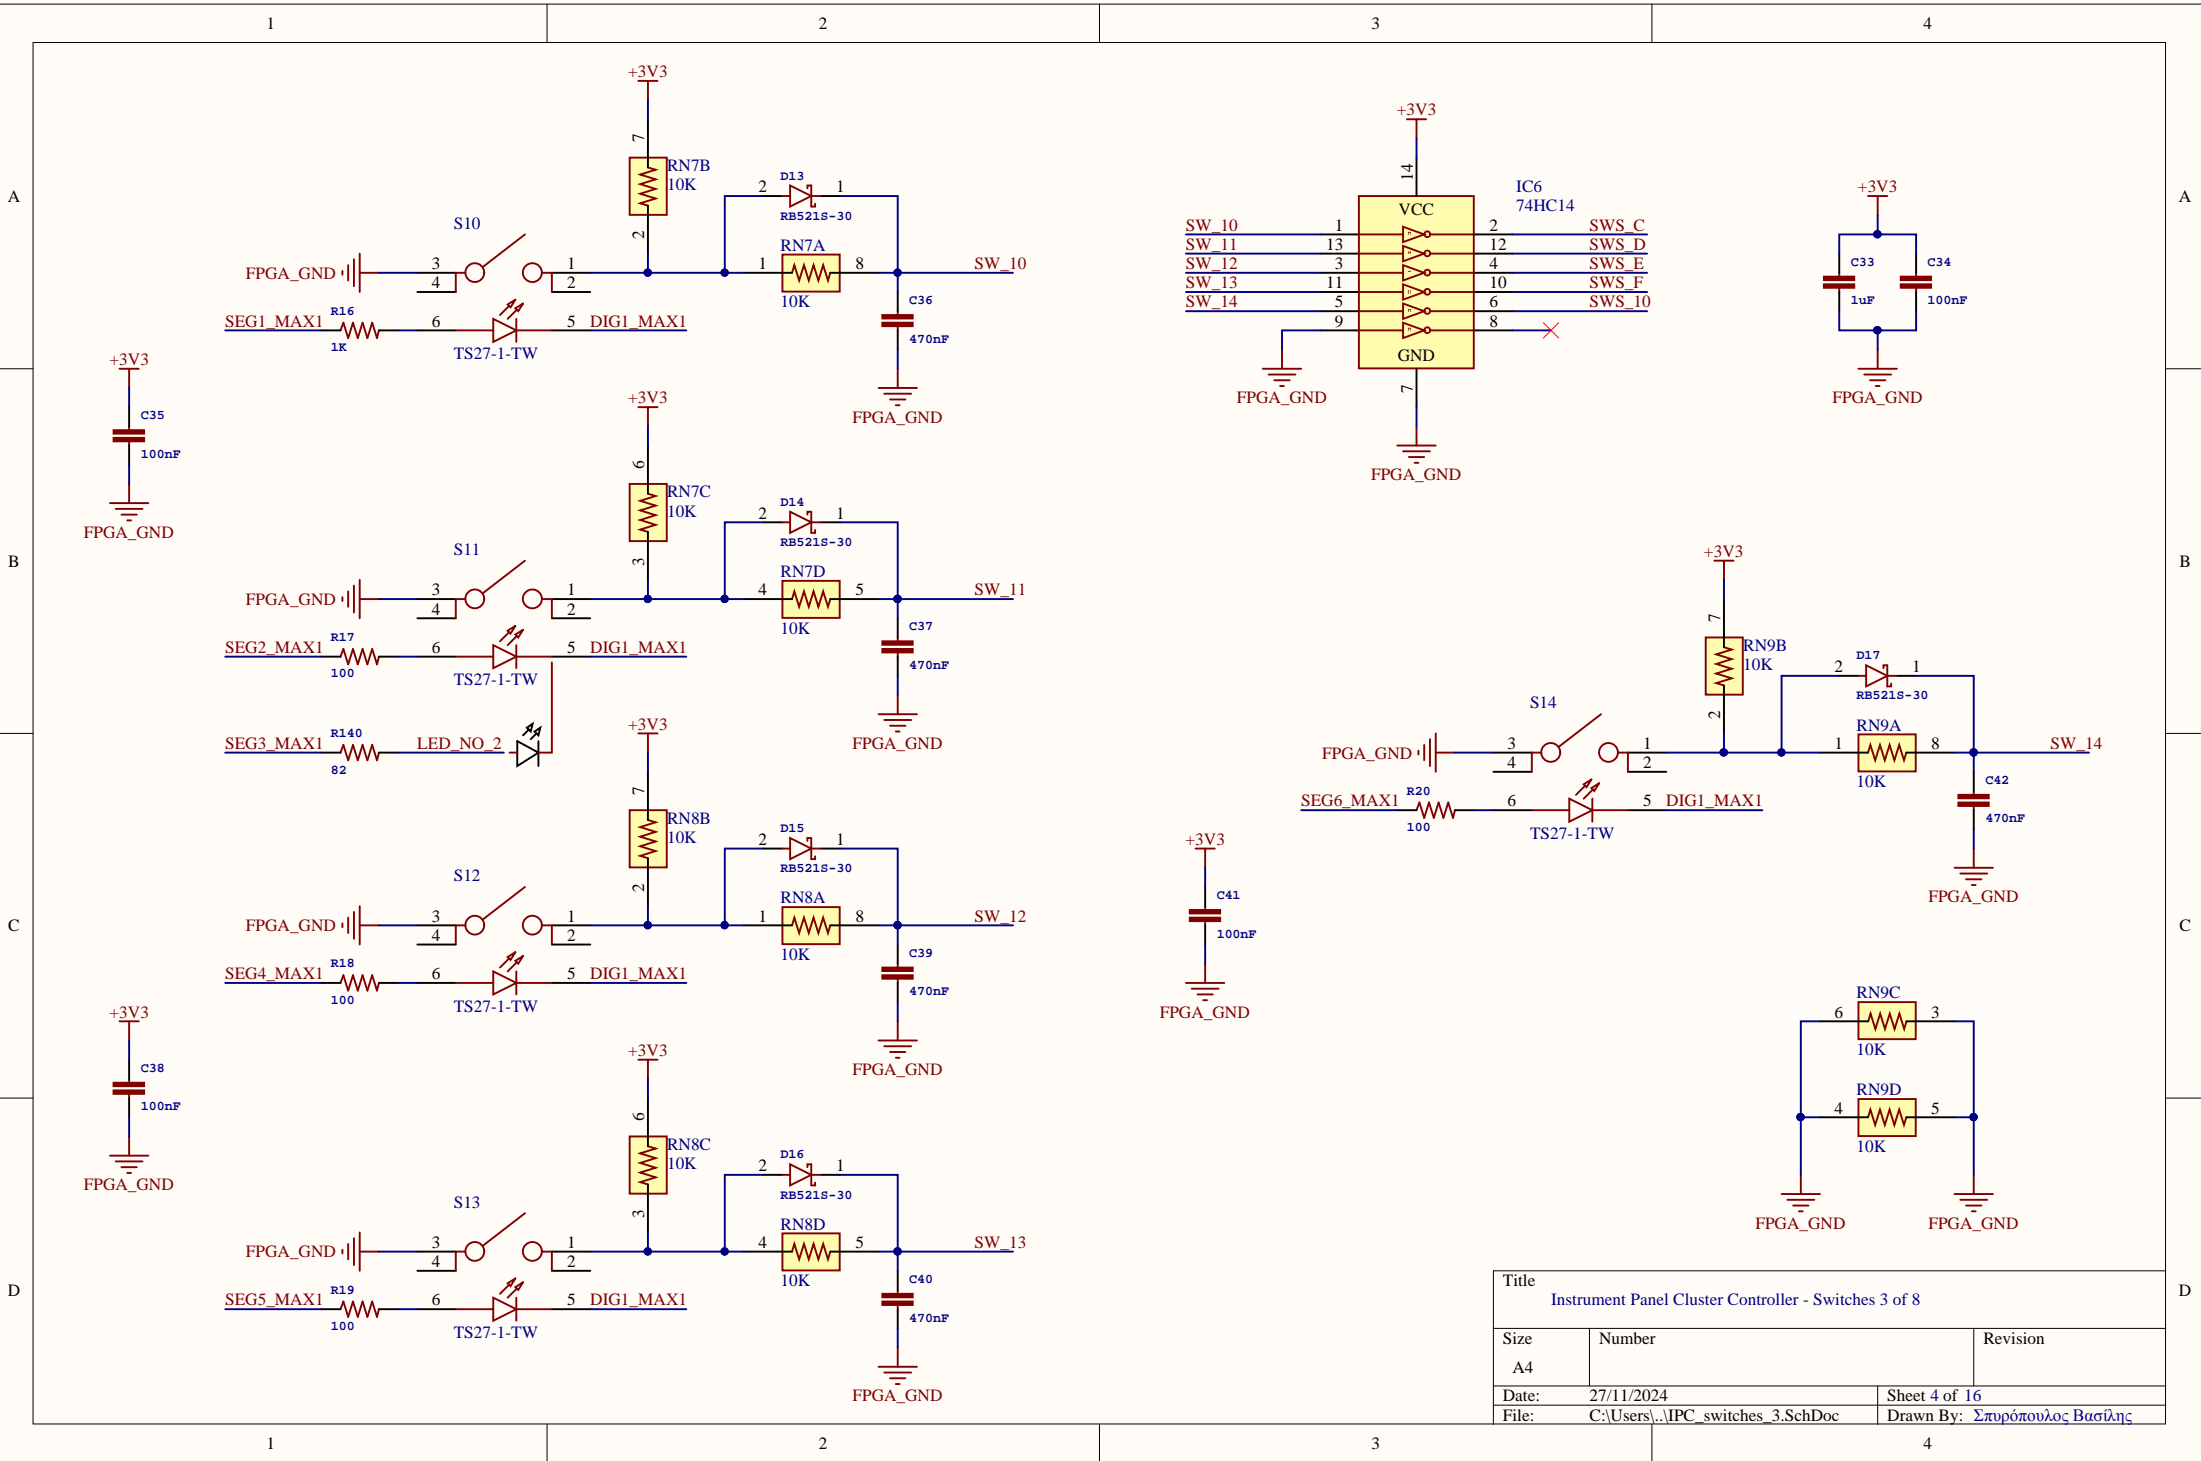 1 2 3 4
A
B
C
D
A
B
C
D
+3V3
7
RN7B
10K
2
S10
FPGA_GND
3
4
1
2
D13
2 1
RB521S-30
RN7A
1 8
10K
SW_10
C36
470nF
FPGA_GND
SEG1_MAX1
R16
1K
6
5
DIG1_MAX1
TS27-1-TW
+3V3
C35
100nF
FPGA_GND
+3V3
6
RN7C
10K
3
S11
FPGA_GND
3
4
1
2
D14
2 1
RB521S-30
RN7D
4 5
10K
SW_11
C37
470nF
FPGA_GND
SEG2_MAX1
R17
100
6
5
DIG1_MAX1
TS27-1-TW
SEG3_MAX1
R140
82
LED_NO_2
+3V3
7
RN8B
10K
2
S12
FPGA_GND
3
4
1
2
D15
2 1
RB521S-30
RN8A
1 8
10K
SW_12
C39
470nF
FPGA_GND
SEG4_MAX1
R18
100
6
5
DIG1_MAX1
TS27-1-TW
+3V3
C38
100nF
FPGA_GND
+3V3
6
RN8C
10K
3
S13
FPGA_GND
3
4
1
2
D16
2 1
RB521S-30
RN8D
4 5
10K
SW_13
C40
470nF
FPGA_GND
SEG5_MAX1
R19
100
6
5
DIG1_MAX1
TS27-1-TW
+3V3
14
IC6
74HC14
VCC
SW_10 1 2 SWS_C
SW_11 13 12 SWS_D
SW_12 3 4 SWS_E
SW_13 11 10 SWS_F
SW_14 5 6 SWS_10
9 8
GND
7
FPGA_GND
FPGA_GND
+3V3
C33
1uF
C34
100nF
FPGA_GND
+3V3
7
RN9B
10K
2
S14
FPGA_GND
3
4
1
2
D17
2 1
RB521S-30
RN9A
1 8
10K
SW_14
C42
470nF
FPGA_GND
SEG6_MAX1
R20
100
6
5
DIG1_MAX1
TS27-1-TW
+3V3
C41
100nF
FPGA_GND
RN9C
6 3
10K
RN9D
4 5
10K
FPGA_GND
FPGA_GND
Title
Instrument Panel Cluster Controller - Switches 3 of 8
Size Number Revision
A4
Date: 27/11/2024 Sheet 4 of 16
File: C:\Users\..\IPC_switches_3.SchDoc Drawn By: Σπυρόπουλος Βασίλης
1 2 3 4